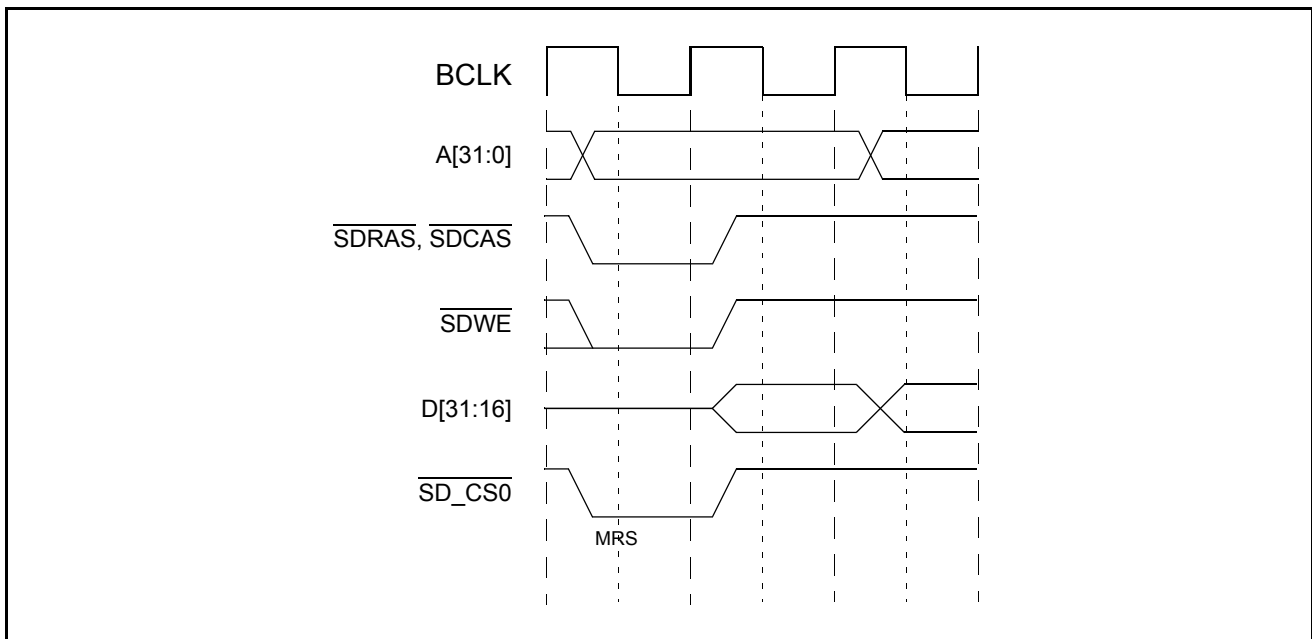 BCLK
A[31:0]
SDRAS, SDCAS
SDWE
D[31:16]
SD_CS0
MRS